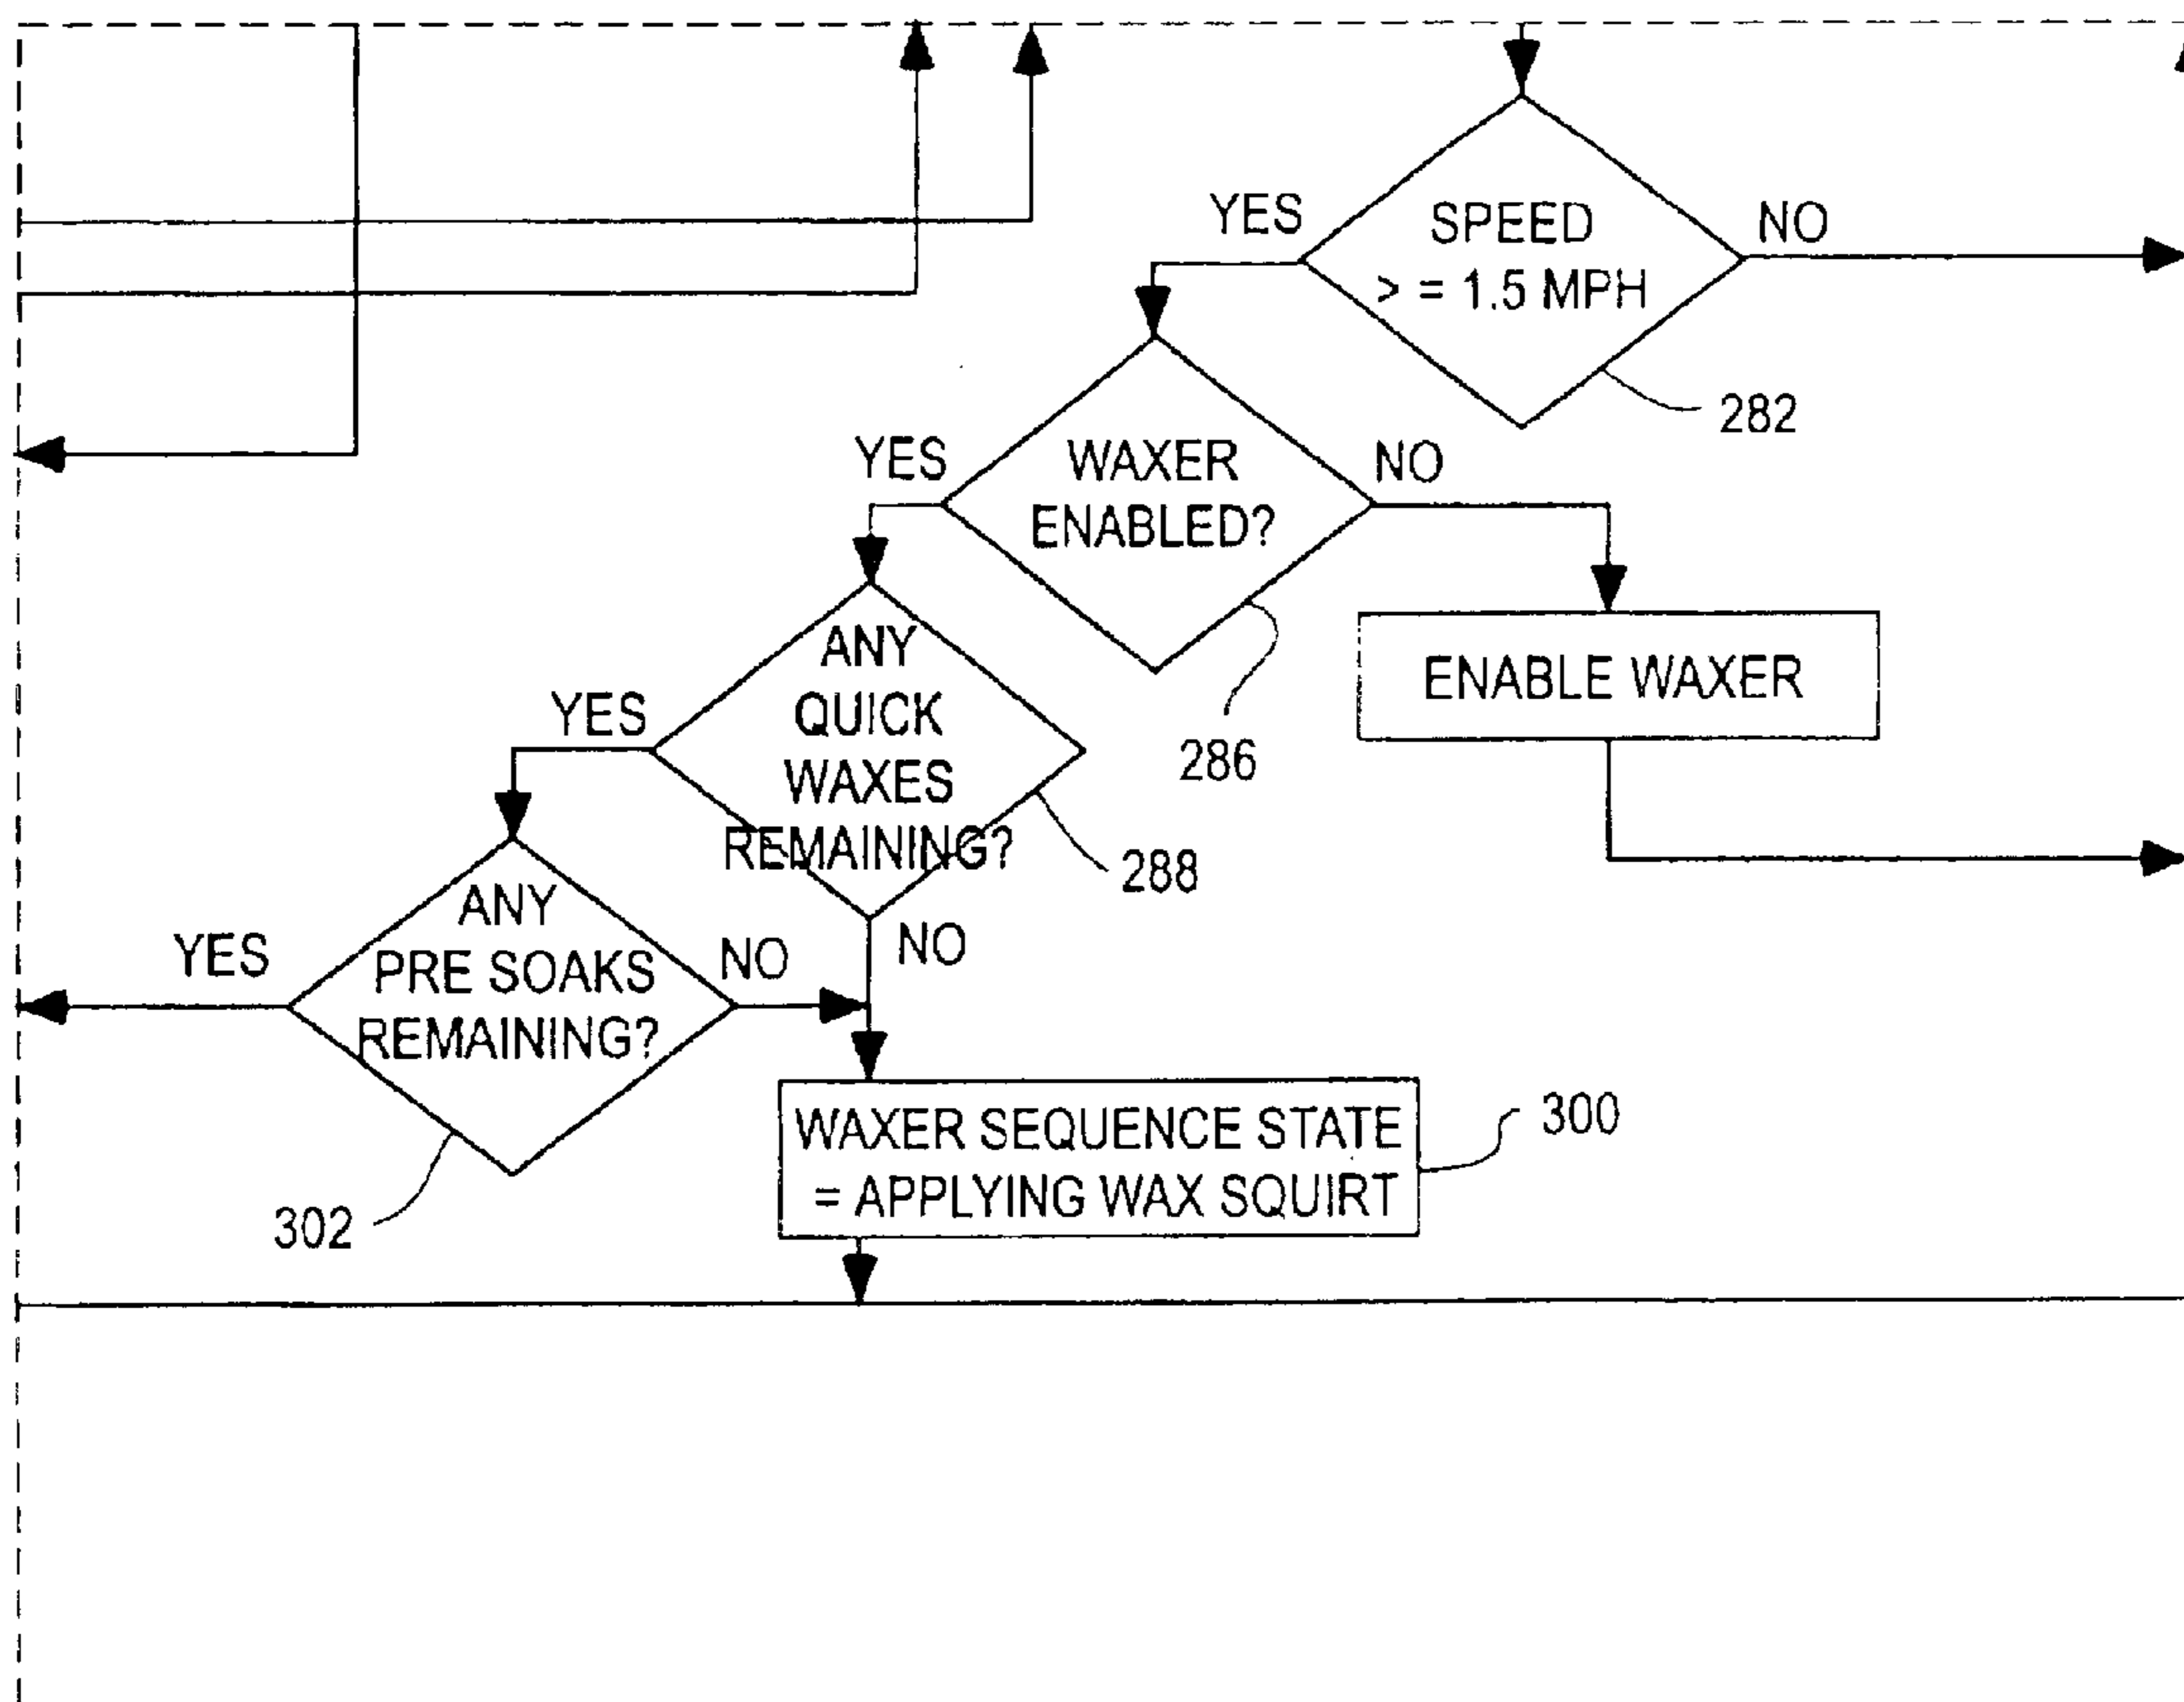 YES
SPEED
> = 1.5 MPH
NO
282
YES
WAXER
ENABLED?
NO
286
ENABLE WAXER
YES
ANY
QUICK
WAXES
REMAINING?
288
NO
YES
ANY
PRE SOAKS
REMAINING?
NO
302
WAXER SEQUENCE STATE
= APPLYING WAX SQUIRT
300